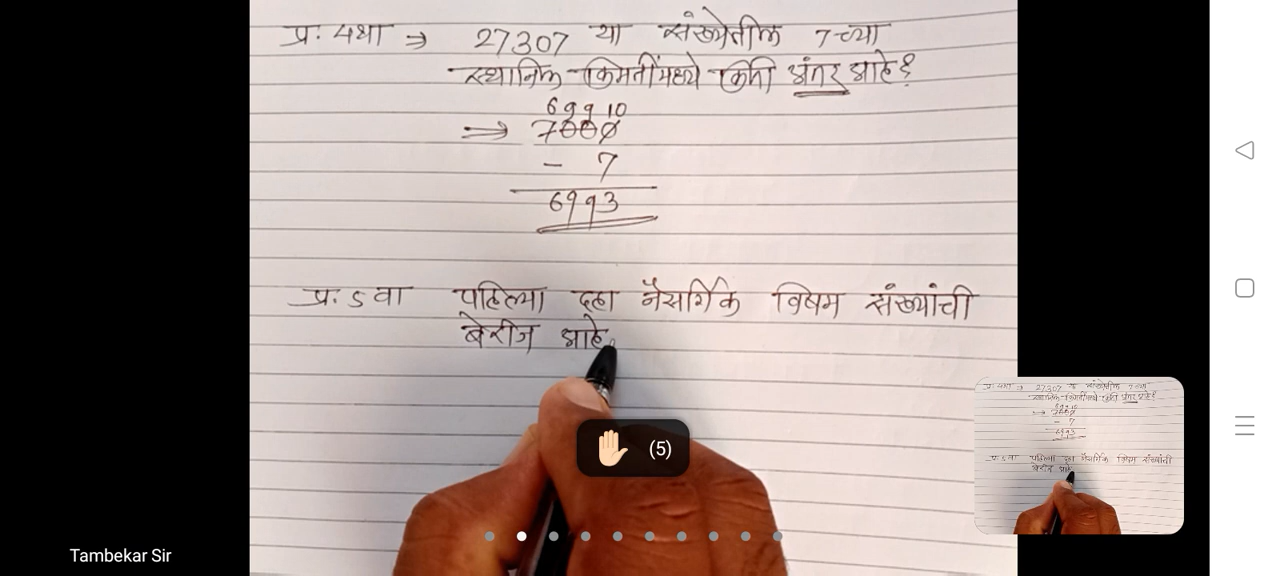 प्र: ४था ⇒ 27307 या संख्येतील 7-च्या
स्थानिक किमतींमध्ये किती अंतर आहे?
6 9 9 10
⇒ 7000
- 7
6993
प्र: 5 वा पहिल्या दहा नैसर्गिक विषम संख्यांची
बेरीज आहे.
(5)
Tambekar Sir